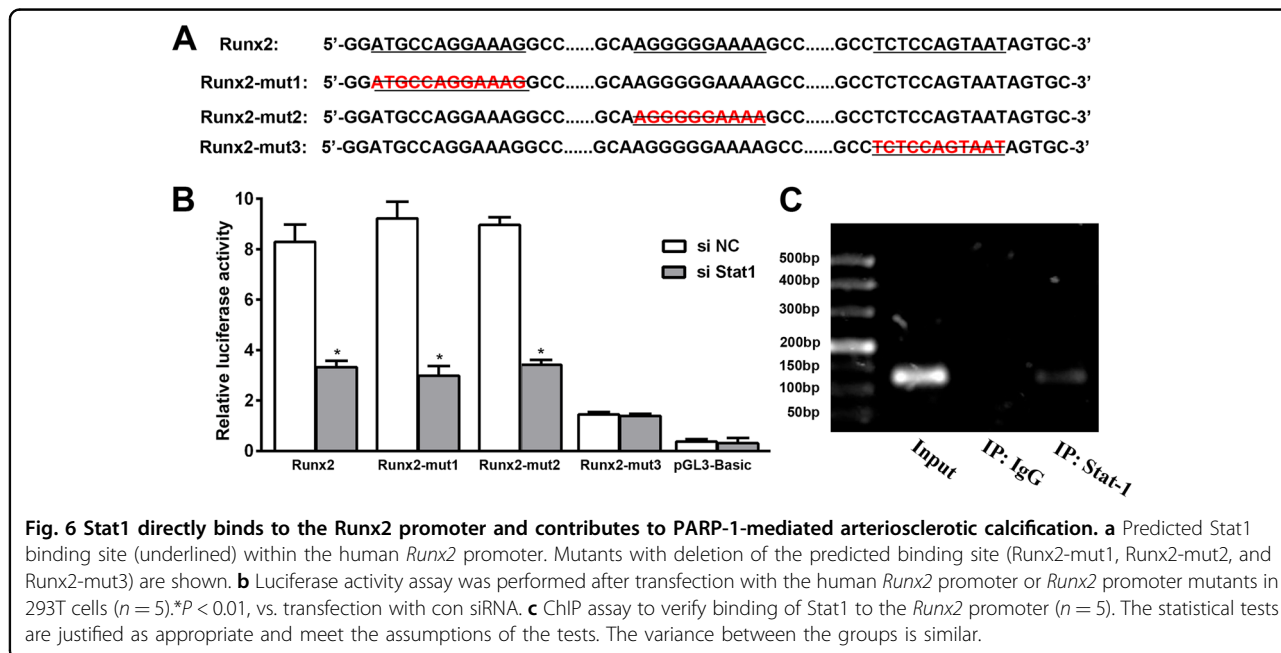 A
Runx2: 5'-GGATGCCAGGAAAGGCC......GCAAGGGGGAAAAGCC......GCCTCTCCAGTAATAGTGC-3'
Runx2-mut1: 5'-GGATGCCAGGAAAGGCC......GCAAGGGGGAAAAGCC......GCCTCTCCAGTAATAGTGC-3'
Runx2-mut2: 5'-GGATGCCAGGAAAGGCC......GCAAGGGGGAAAAGCC......GCCTCTCCAGTAATAGTGC-3'
Runx2-mut3: 5'-GGATGCCAGGAAAGGCC......GCAAGGGGGAAAAGCC......GCCTCTCCAGTAATAGTGC-3'
B
Relative luciferase activity
10
8
6
4
2
0
* * *
Runx2 Runx2-mut1 Runx2-mut2 Runx2-mut3 pGL3-Basic
si NC
si Stat1
C
500bp
400bp
300bp
200bp
150bp
100bp
50bp
Input IP: IgG IP: Stat-1
Fig. 6 Stat1 directly binds to the Runx2 promoter and contributes to PARP-1-mediated arteriosclerotic calcification. a Predicted Stat1
binding site (underlined) within the human Runx2 promoter. Mutants with deletion of the predicted binding site (Runx2-mut1, Runx2-mut2, and
Runx2-mut3) are shown. b Luciferase activity assay was performed after transfection with the human Runx2 promoter or Runx2 promoter mutants in
293T cells (n = 5).*P < 0.01, vs. transfection with con siRNA. c ChIP assay to verify binding of Stat1 to the Runx2 promoter (n = 5). The statistical tests
are justified as appropriate and meet the assumptions of the tests. The variance between the groups is similar.